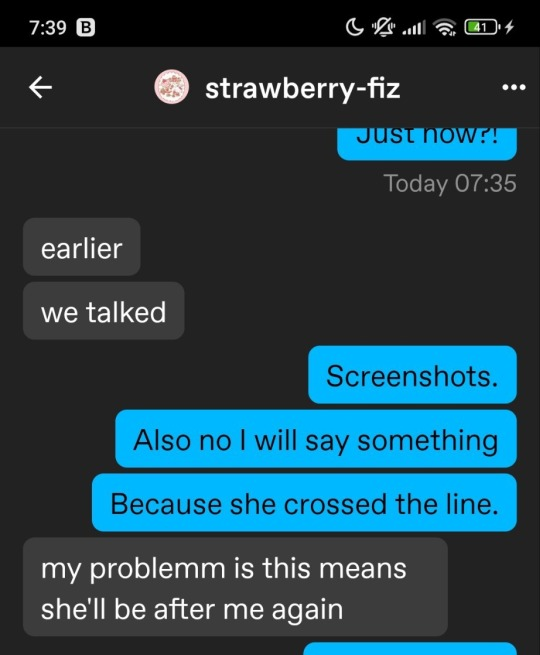 7:39 B
41
strawberry-fiz
Just now?!
Today 07:35
earlier
we talked
Screenshots.
Also no I will say something
Because she crossed the line.
my problemm is this means
she'll be after me again